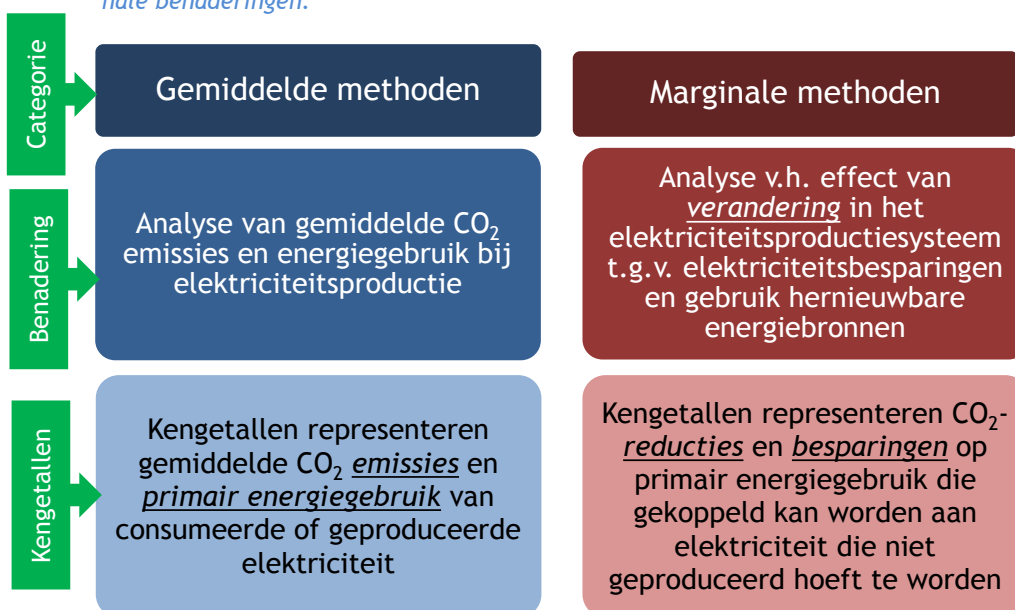 nale benaderingen.
Categorie
Gemiddelde methoden
Marginale methoden
Benadering
Analyse van gemiddelde CO₂
emissies en energiegebruik bij
elektriciteitsproductie
Analyse v.h. effect van
verandering in het
elektriciteitsproductiesysteem
t.g.v. elektriciteitsbesparingen
en gebruik hernieuwbare
energiebronnen
Kengetallen
Kengetallen representeren
gemiddelde CO₂ emissies en
primair energiegebruik van
consumeerde of geproduceerde
elektriciteit
Kengetallen representeren CO₂-
reducties en besparingen op
primair energiegebruik die
gekoppeld kan worden aan
elektriciteit die niet
geproduceerd hoeft te worden